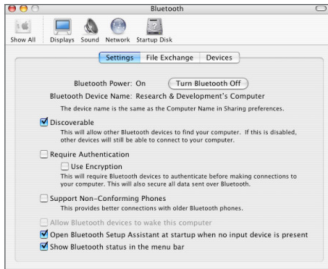 Bluetooth
Show All Displays Sound Network Startup Disk
Settings File Exchange Devices
Bluetooth Power: On Turn Bluetooth Off
Bluetooth Device Name: Research & Development's Computer
The device name is the same as the Computer Name in Sharing preferences.
Discoverable
This will allow other Bluetooth devices to find your computer. If this is disabled,
other devices will still be able to connect to your computer.
Require Authentication
Use Encryption
This will require Bluetooth devices to authenticate before making connections to
your computer. This will also secure all data sent over Bluetooth.
Support Non-Conforming Phones
This provides better connections with older Bluetooth phones.
Allow Bluetooth devices to wake this computer
Open Bluetooth Setup Assistant at startup when no input device is present
Show Bluetooth status in the menu bar